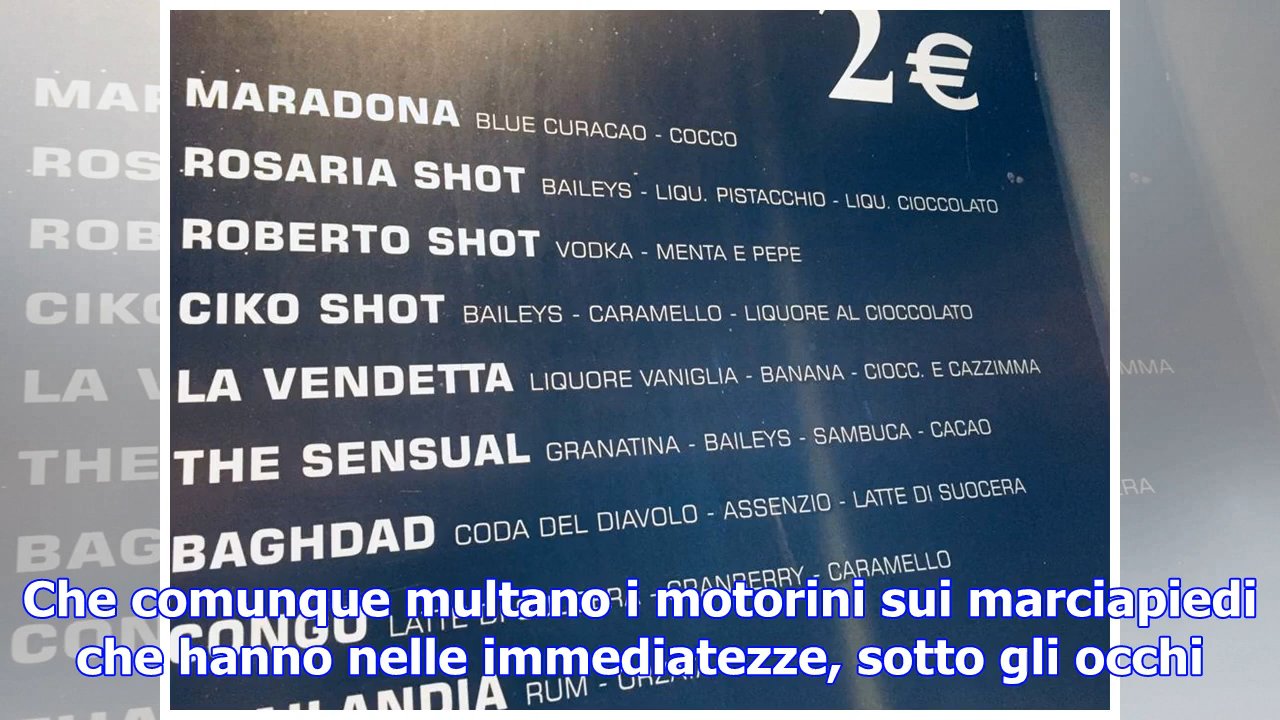 2€
MARADONA BLUE CURACAO - COCCO
ROSARIA SHOT BAILEYS - LIQU. PISTACCHIO - LIQU. CIOCCOLATO
ROBERTO SHOT VODKA - MENTA E PEPE
CIKO SHOT BAILEYS - CARAMELLO - LIQUORE AL CIOCCOLATO
LA VENDETTA LIQUORE VANIGLIA - BANANA - CIOCC. E CAZZIMMA
THE SENSUAL GRANATINA - BAILEYS - SAMBUCA - CACAO
BAGHDAD CODA DEL DIAVOLO - ASSENZIO - LATTE DI SUOCERA
CONGO LATTE DI - CRANBERRY - CARAMELLO
RUM -
Che comunque multano i motorini sui marciapiedi
che hanno nelle immediatezze, sotto gli occhi